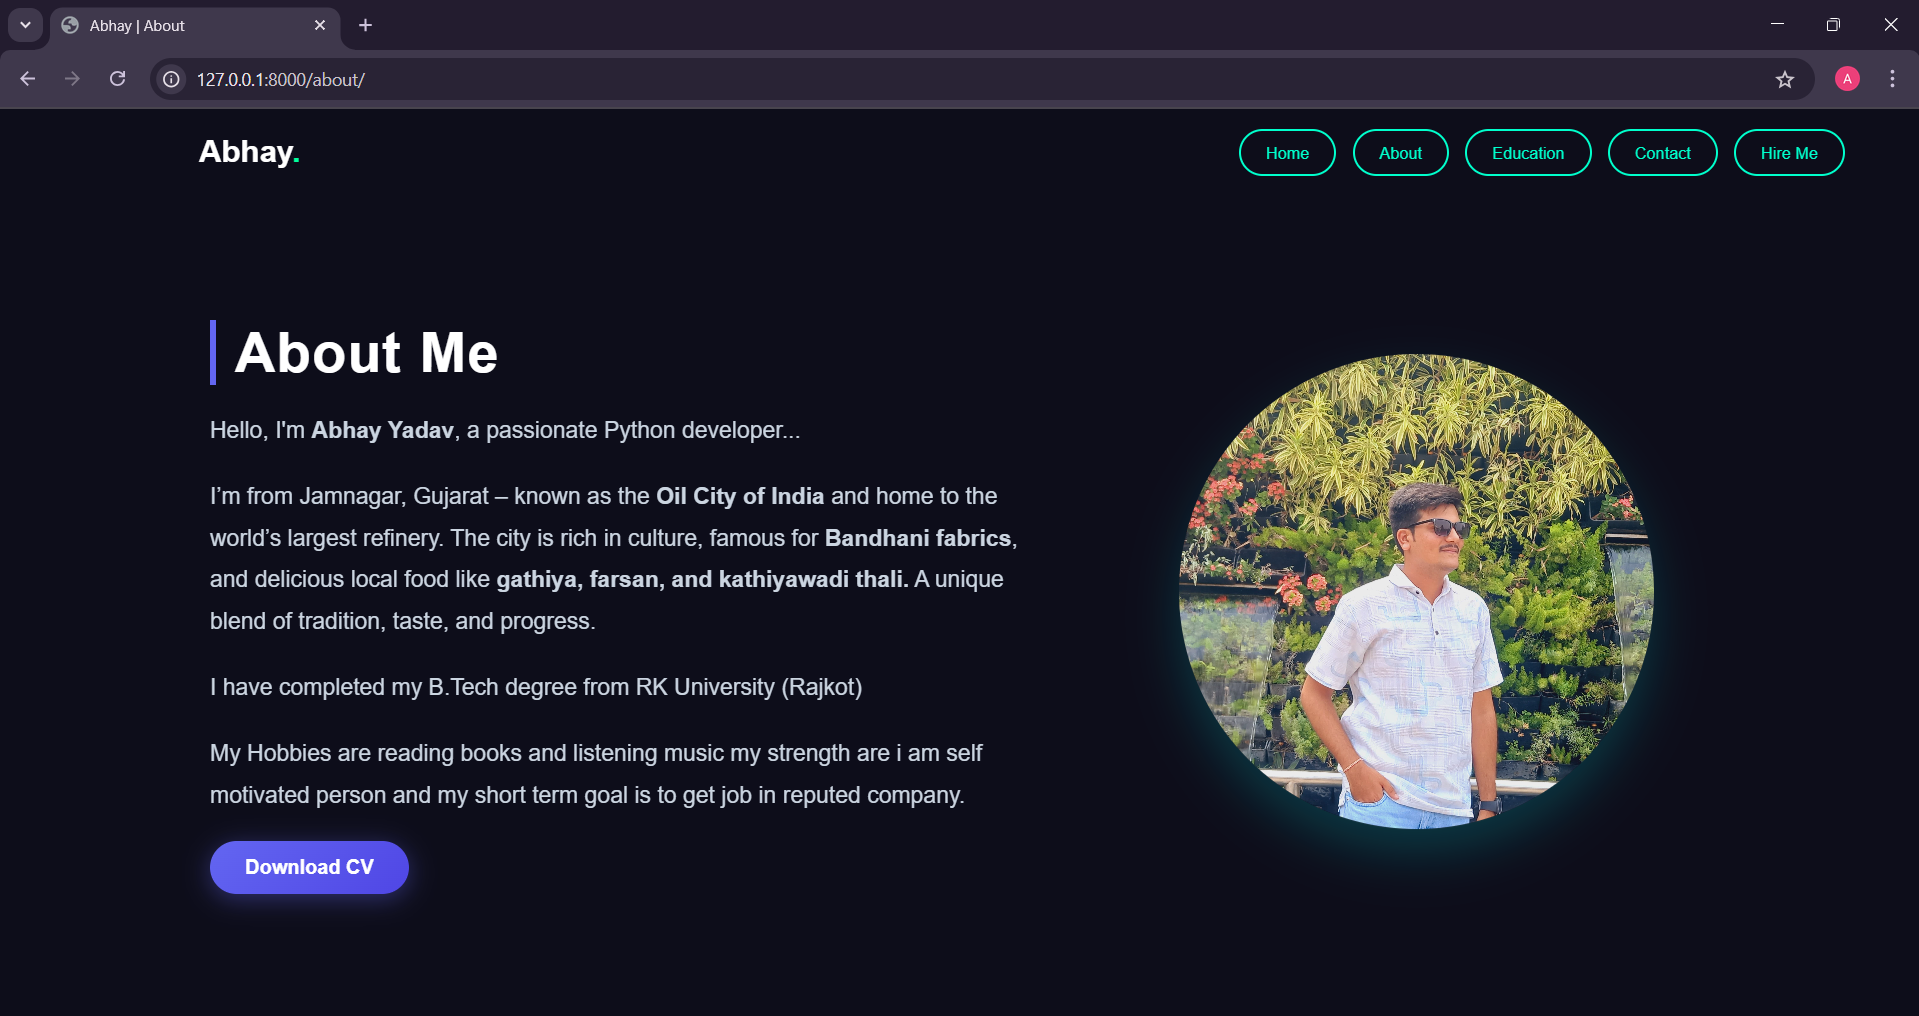 Abhay | About
127.0.0.1:8000/about/
A
Abhay.
Home
About
Education
Contact
Hire Me
About Me
Hello, I'm Abhay Yadav, a passionate Python developer...
I’m from Jamnagar, Gujarat – known as the Oil City of India and home to the
world’s largest refinery. The city is rich in culture, famous for Bandhani fabrics,
and delicious local food like gathiya, farsan, and kathiyawadi thali. A unique
blend of tradition, taste, and progress.
I have completed my B.Tech degree from RK University (Rajkot)
My Hobbies are reading books and listening music my strength are i am self
motivated person and my short term goal is to get job in reputed company.
Download CV